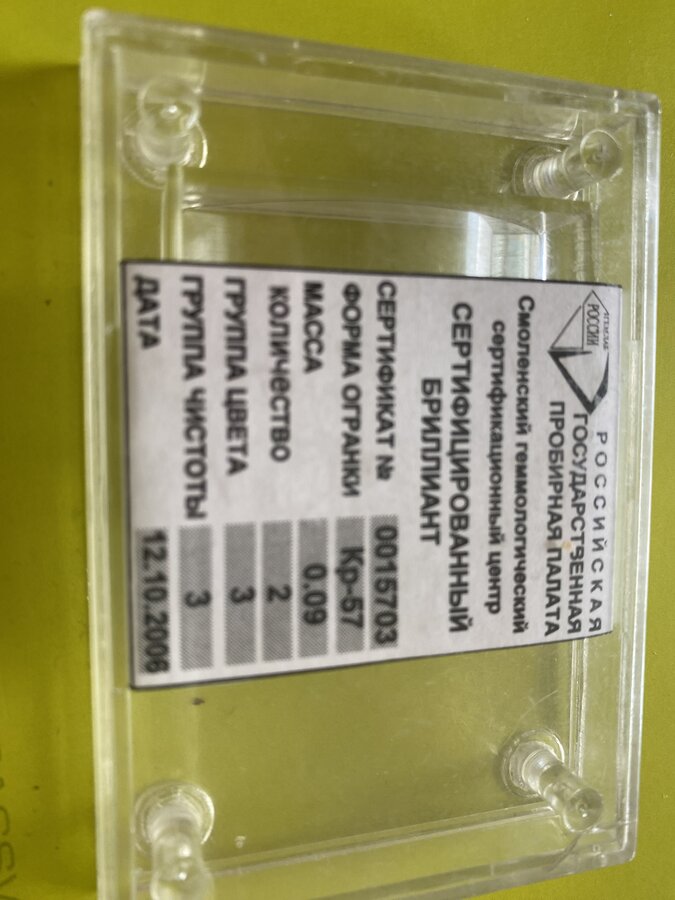 РОССИИ
РОССИЙСКАЯ
ГОСУДАРСТВЕННАЯ
ПРОБИРНАЯ ПАЛАТА
Смоленский геммологический
сертификационный центр
СЕРТИФИЦИРОВАННЫЙ
БРИЛЛИАНТ
СЕРТИФИКАТ № 0015703
ФОРМА ОГРАНКИ Кр-57
МАССА 0.09
КОЛИЧЕСТВО 2
ГРУППА ЦВЕТА 3
ГРУППА ЧИСТОТЫ 3
ДАТА 12.10.2006